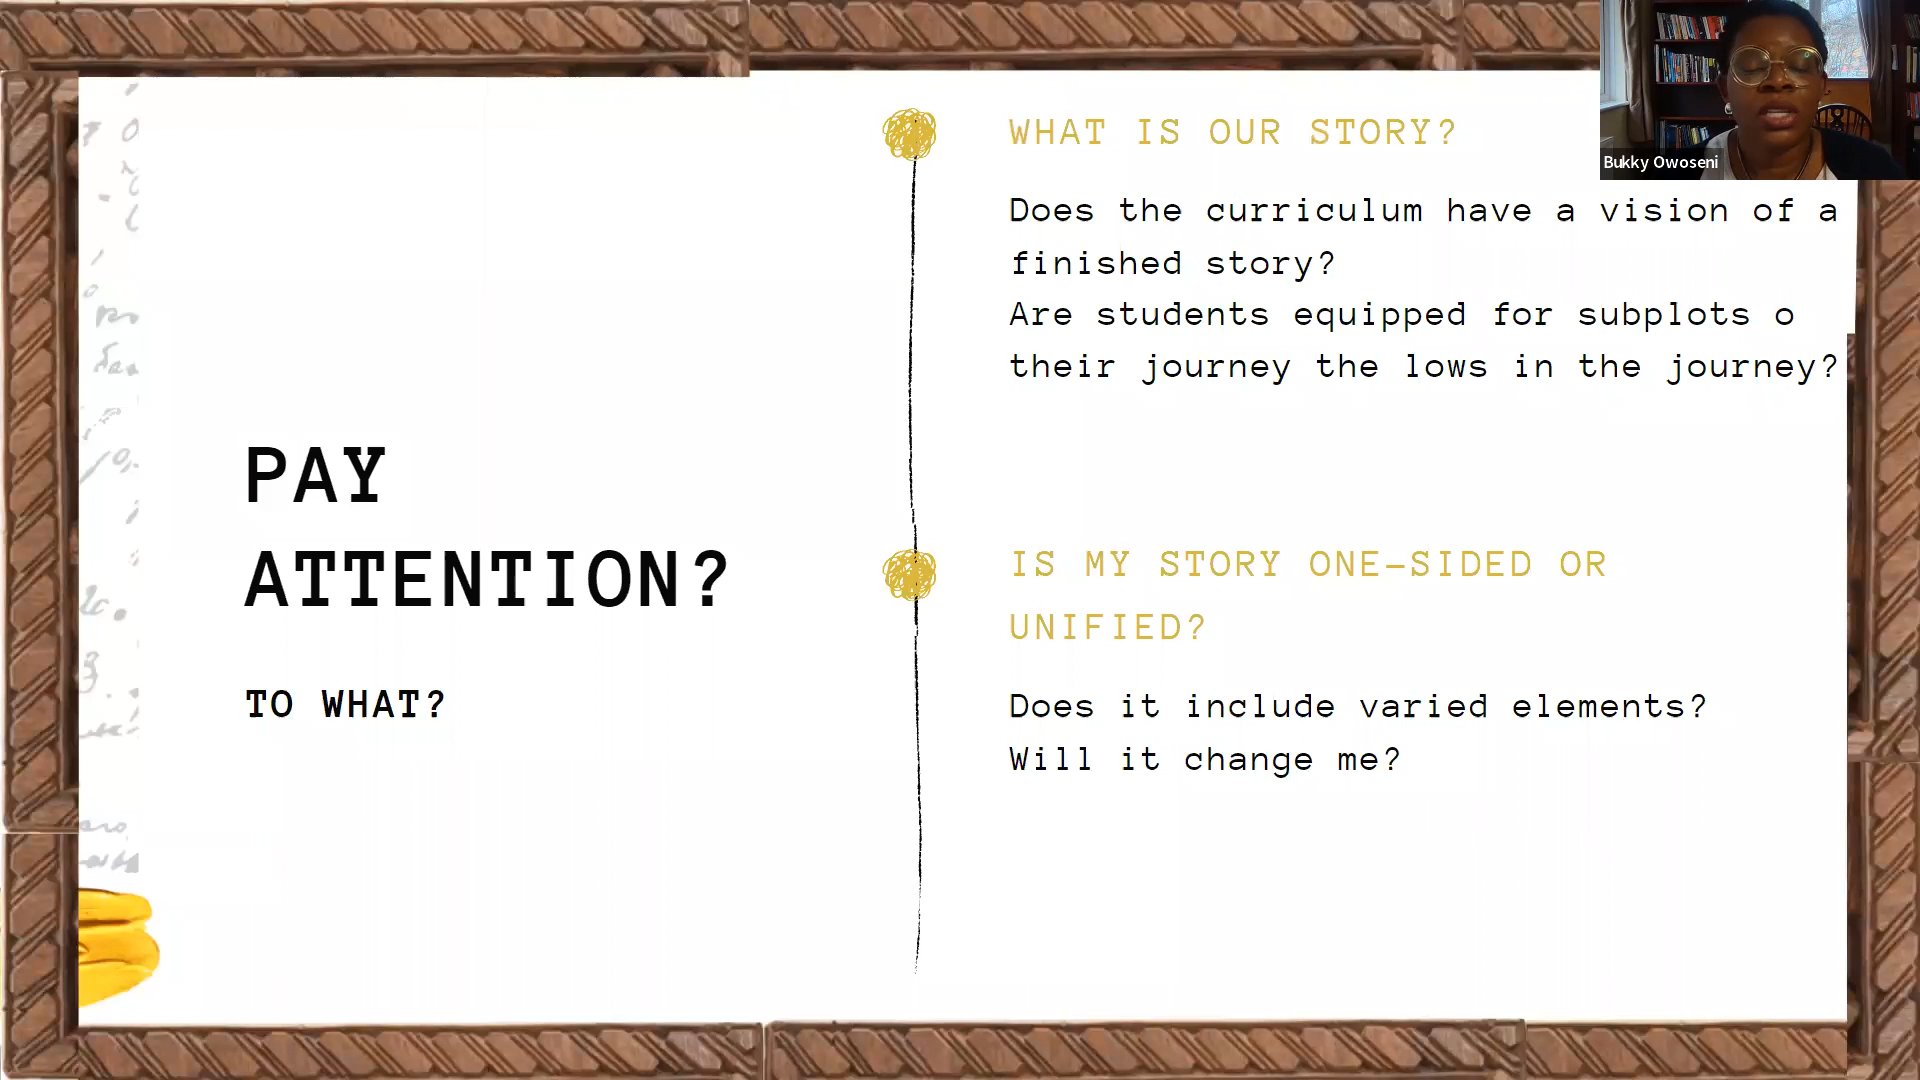 PAY
ATTENTION?
TO WHAT?
WHAT IS OUR STORY?
Does the curriculum have a vision of a
finished story?
Are students equipped for subplots o
their journey the lows in the journey?
IS MY STORY ONE-SIDED OR
UNIFIED?
Does it include varied elements?
Will it change me?
Bukky Owoseni